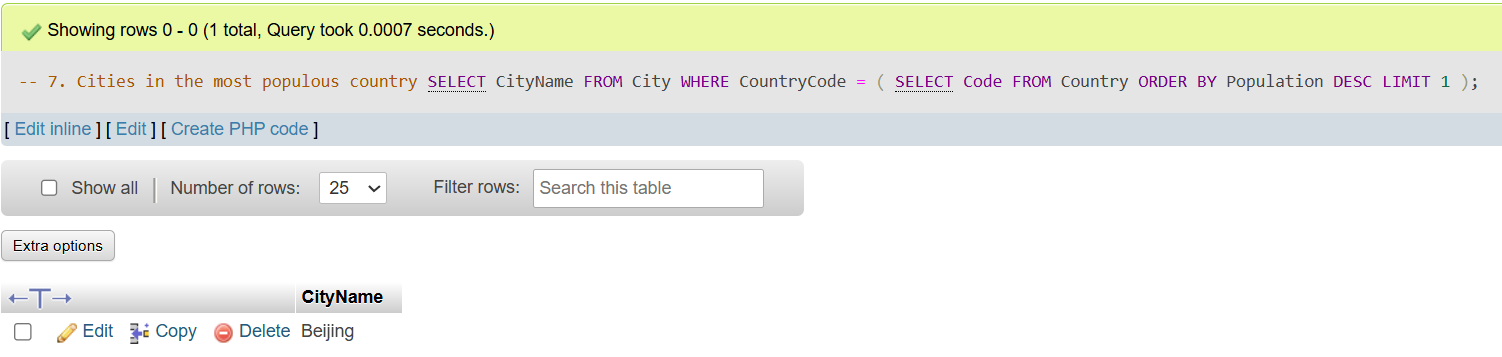 Showing rows 0 - 0 (1 total, Query took 0.0007 seconds.)
-- 7. Cities in the most populous country SELECT CityName FROM City WHERE CountryCode = ( SELECT Code FROM Country ORDER BY Population DESC LIMIT 1 );
[ Edit inline ] [ Edit ] [ Create PHP code ]
Show all Number of rows: 25 Filter rows: Search this table
Extra options
CityName
Edit Copy Delete Beijing